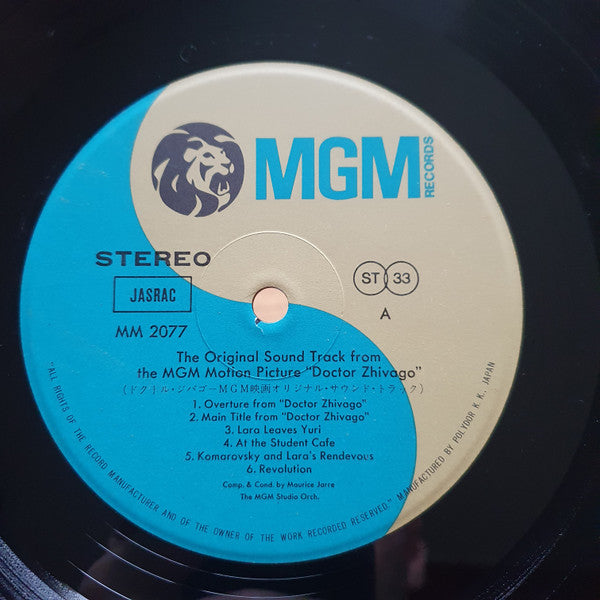 MGM
RECORDS
STEREO
JASRAC
MM 2077
ST 33
A
The Original Sound Track from
the MGM Motion Picture "Doctor Zhivago"
(ドクトル・ジバゴーMGM映画オリジナル・サウンド・トラック)
1. Overture from "Doctor Zhivago"
2. Main Title from "Doctor Zhivago"
3. Lara Leaves Yuri
4. At the Student Cafe
5. Komarovsky and Lara's Rendevous
6. Revolution
Comp. & Cond. by Maurice Jarre
The MGM Studio Orch.
"ALL RIGHTS OF THE RECORD MANUFACTURER AND OF THE OWNER OF THE WORK RECORDED RESERVED." MANUFACTURED BY POLYDOR K. K., JAPAN